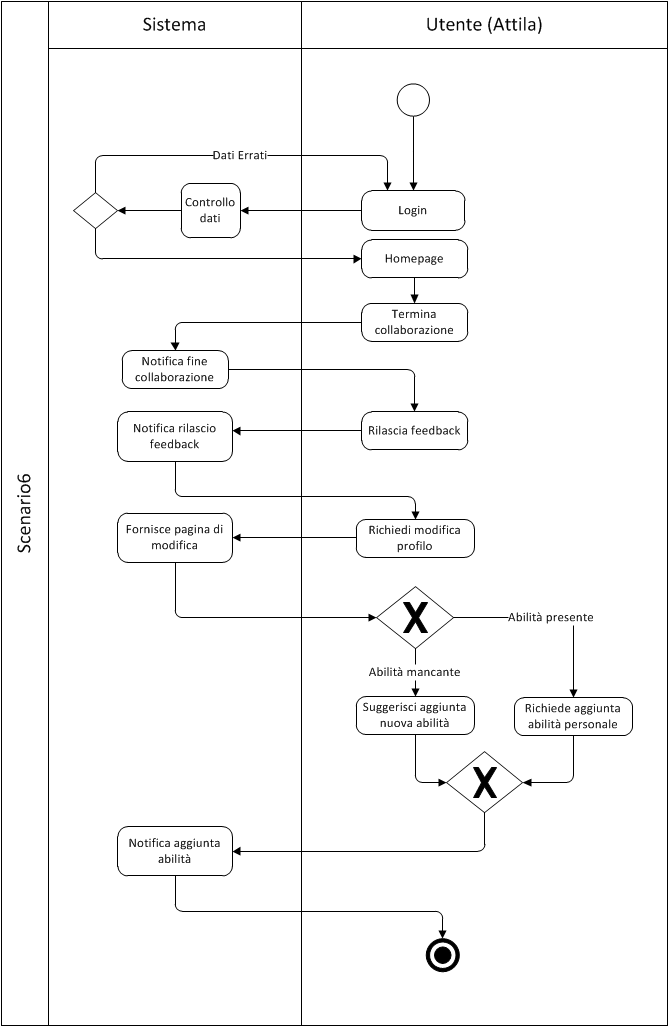 Sistema
Utente (Attila)
Scenario6
Dati Errati
Controllo
dati
Login
Homepage
Termina
collaborazione
Notifica fine
collaborazione
Notifica rilascio
feedback
Rilascia feedback
Fornisce pagina di
modifica
Richiedi modifica
profilo
X
Abilità presente
Abilità mancante
Suggerisci aggiunta
nuova abilità
Richiede aggiunta
abilità personale
X
Notifica aggiunta
abilità